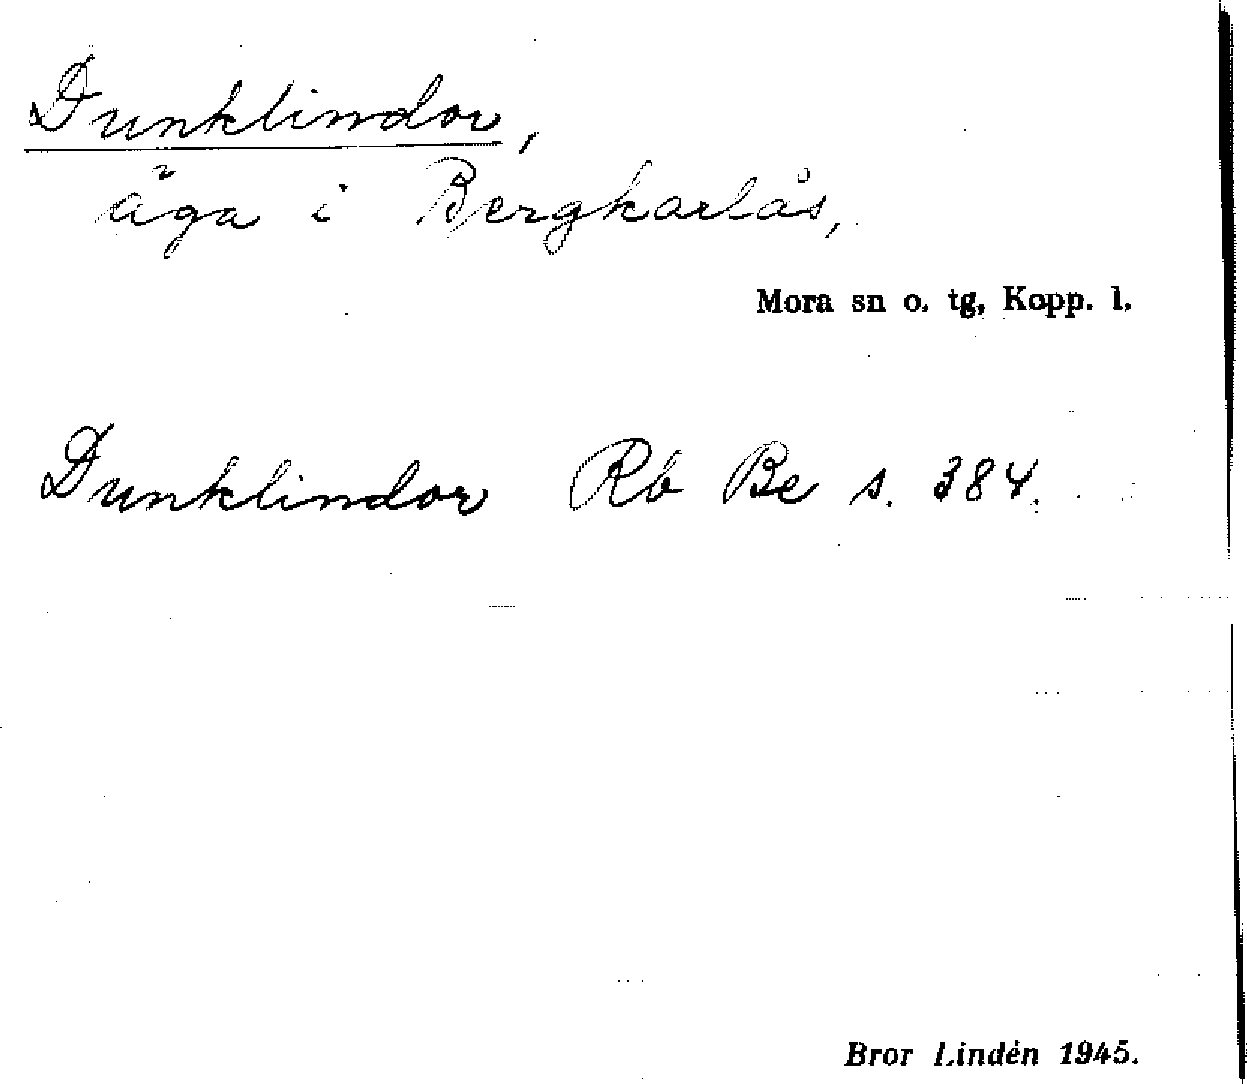 Dunklindor,
äga i Bergkarlås,
Mora sn o. tg, Kopp. l.
Dunklindor Rb Be s. 384.
Bror Lindén 1945.